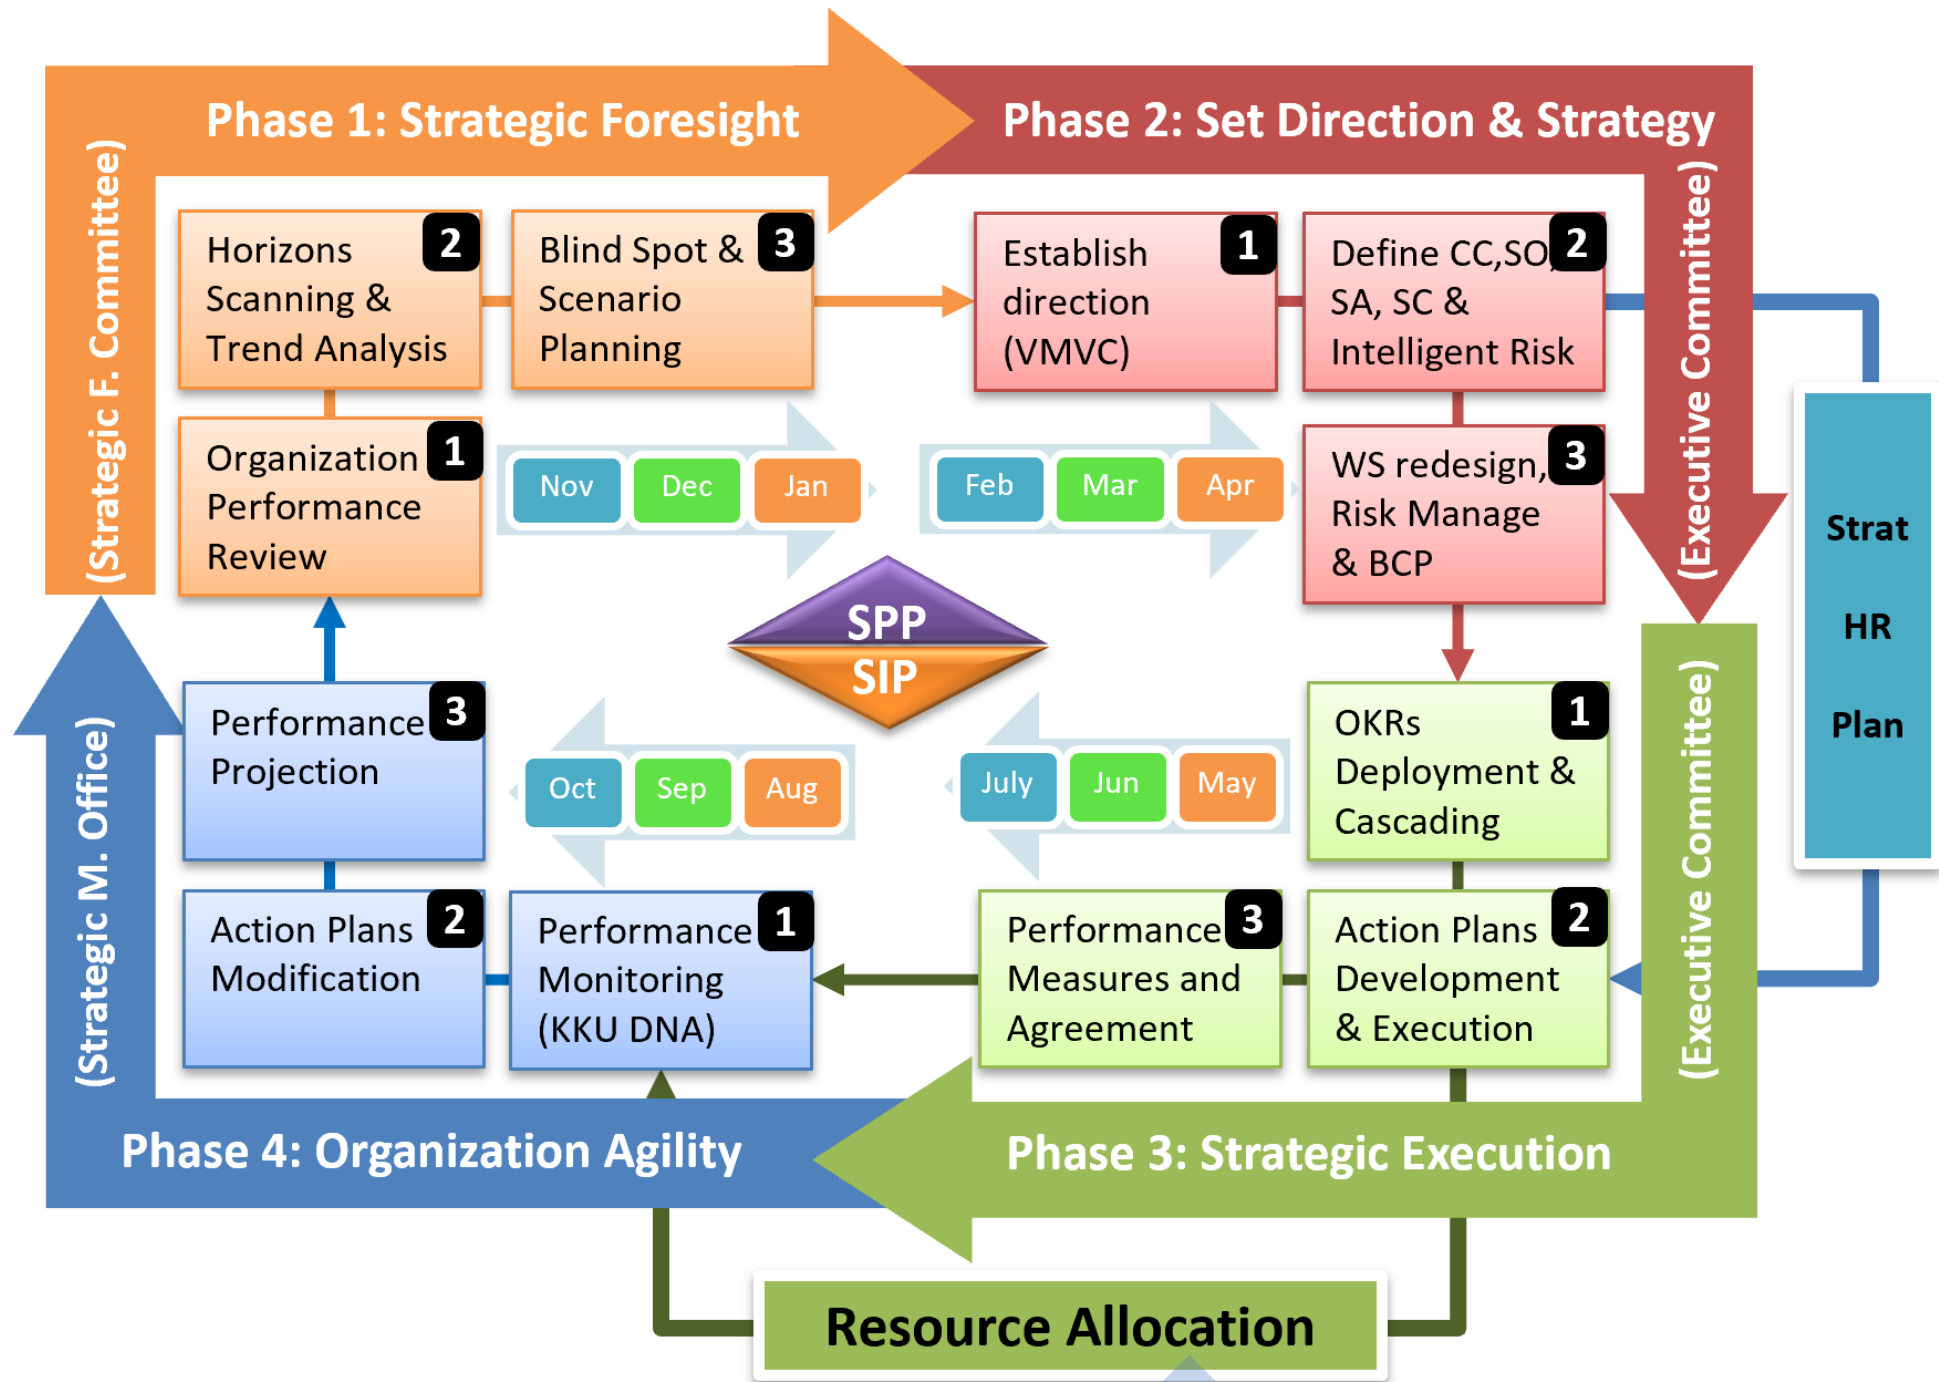 Phase 1: Strategic Foresight
(Strategic F. Committee)
Phase 2: Set Direction & Strategy
(Executive Committee)
2
Horizons
Scanning &
Trend Analysis
3
Blind Spot &
Scenario
Planning
1
Establish
direction
(VMVC)
2
Define CC,SO,
SA, SC &
Intelligent Risk
1
Organization
Performance
Review
Nov
Dec
Jan
Feb
Mar
Apr
3
WS redesign,
Risk Manage
& BCP
Strat
HR
Plan
SPP
SIP
3
Performance
Projection
Oct
Sep
Aug
July
Jun
May
1
OKRs
Deployment &
Cascading
(Strategic M. Office)
(Executive Committee)
2
Action Plans
Modification
1
Performance
Monitoring
(KKU DNA)
3
Performance
Measures and
Agreement
2
Action Plans
Development
& Execution
Phase 4: Organization Agility
Phase 3: Strategic Execution
Resource Allocation